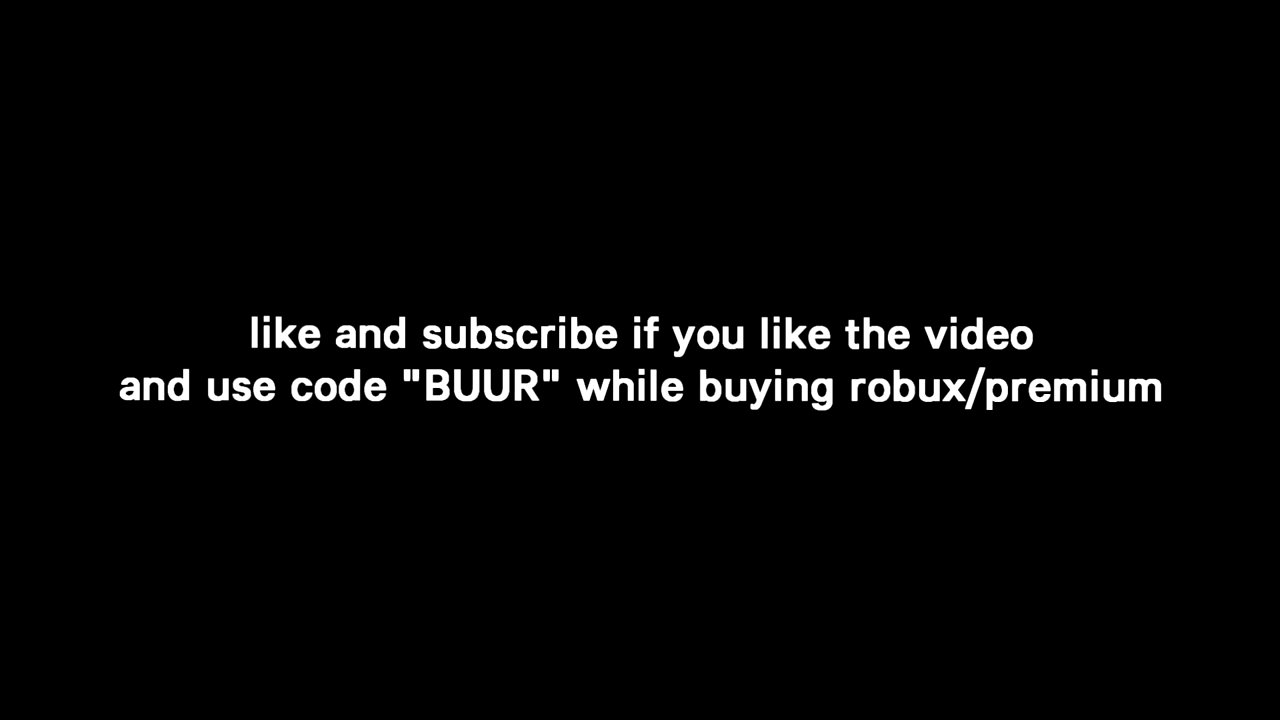 like and subscribe if you like the video
and use code "BUUR" while buying robux/premium